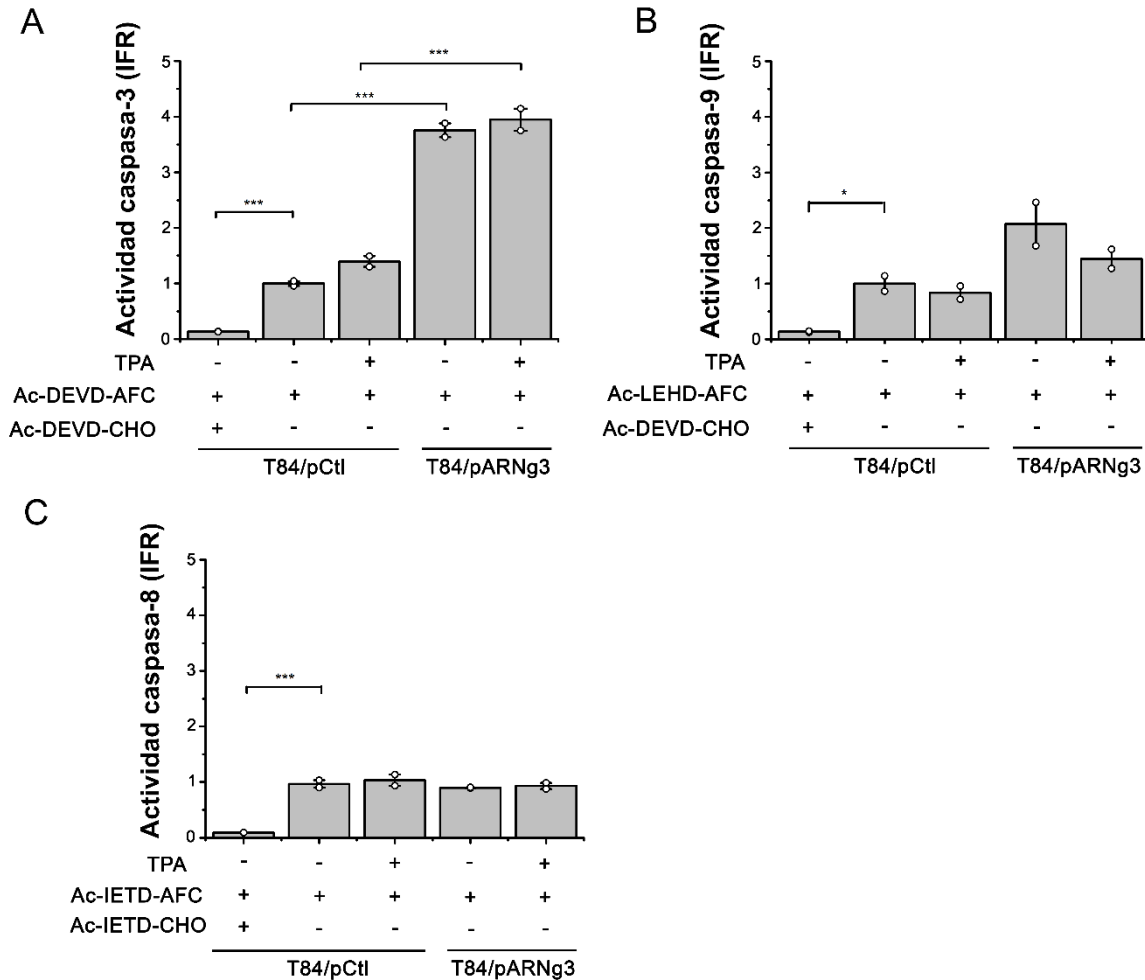 A
Actividad caspasa-3 (IFR)
5
4
3
2
1
0
***
***
***
TPA - - + - +
Ac-DEVD-AFC + + + + +
Ac-DEVD-CHO + - - - -
T84/pCtl T84/pARNg3
B
Actividad caspasa-9 (IFR)
5
4
3
2
1
0
*
TPA - - + - +
Ac-LEHD-AFC + + + + +
Ac-DEVD-CHO + - - - -
T84/pCtl T84/pARNg3
C
Actividad caspasa-8 (IFR)
5
4
3
2
1
0
***
TPA - - + - +
Ac-IETD-AFC + + + + +
Ac-IETD-CHO + - - - -
T84/pCtl T84/pARNg3